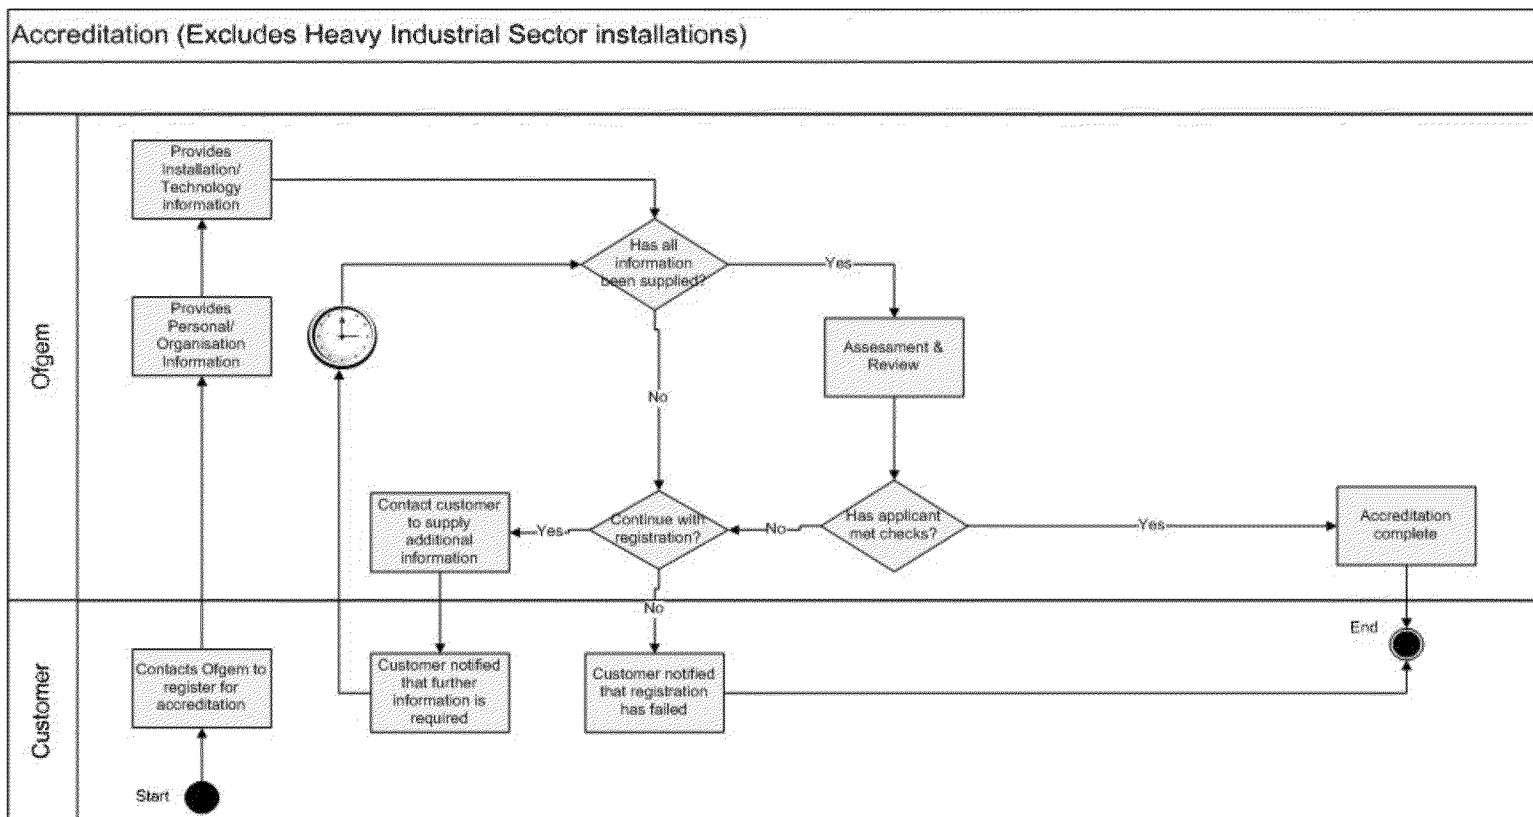 Accreditation (Excludes Heavy Industrial Sector installations)
Ofgem
Provides
Installation/
Technology
information
Has all
information
been supplied?
Yes
Provides
Personal/
Organisation
Information
Assessment &
Review
No
Contact customer
to supply
additional
information
Yes
Continue with
registration?
No
Has applicant
met checks?
Yes
Accreditation
complete
No
Customer
Contacts Ofgem to
register for
accreditation
Customer notified
that further
information is
required
Customer notified
that registration
has failed
End
Start